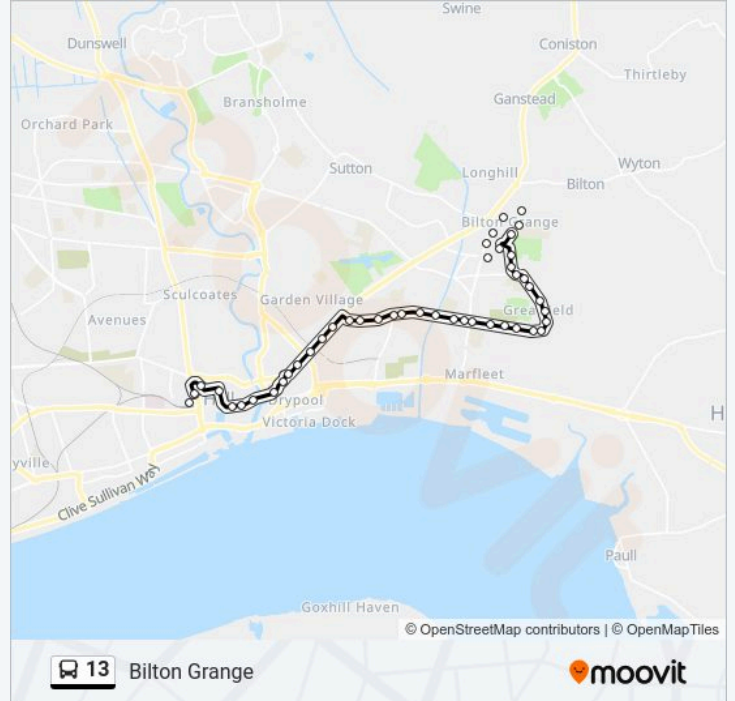 Swine
Dunswell
Coniston
Thirtleby
Ganstead
Bransholme
Orchard Park
Sutton
Longhill
Wyton
Bilton
Bilton Grange
Sculcoates
Garden Village
Avenues
Marfleet
Drypool
Victoria Dock
Clive Sullivan Way
Paull
Goxhill Haven
© OpenStreetMap contributors | © OpenMapTiles
13 Bilton Grange
moovit